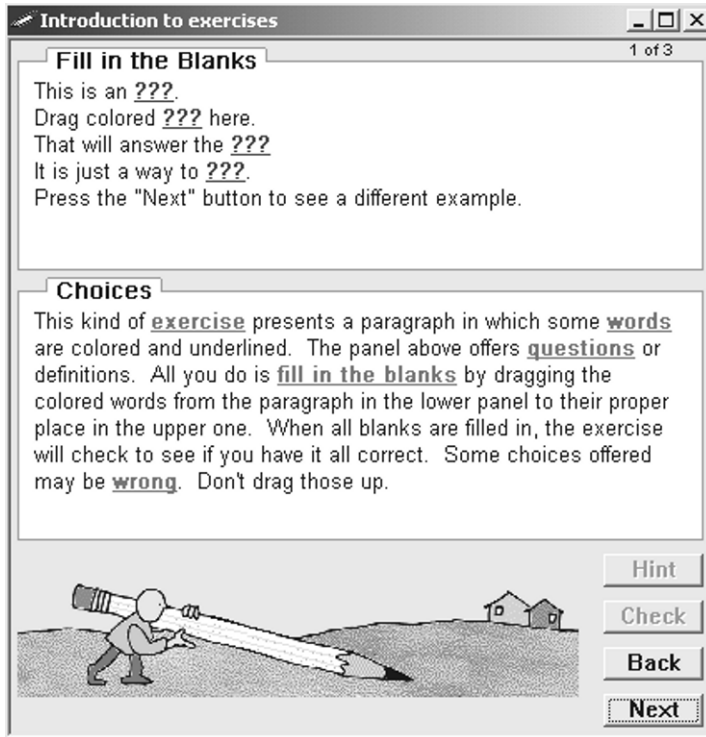 Introduction to exercises
1 of 3
Fill in the Blanks
This is an ???.
Drag colored ??? here.
That will answer the ???
It is just a way to ???.
Press the "Next" button to see a different example.
Choices
This kind of exercise presents a paragraph in which some words
are colored and underlined.  The panel above offers questions or
definitions.  All you do is fill in the blanks by dragging the
colored words from the paragraph in the lower panel to their proper
place in the upper one.  When all blanks are filled in, the exercise
will check to see if you have it all correct.  Some choices offered
may be wrong.  Don't drag those up.
Hint
Check
Back
Next